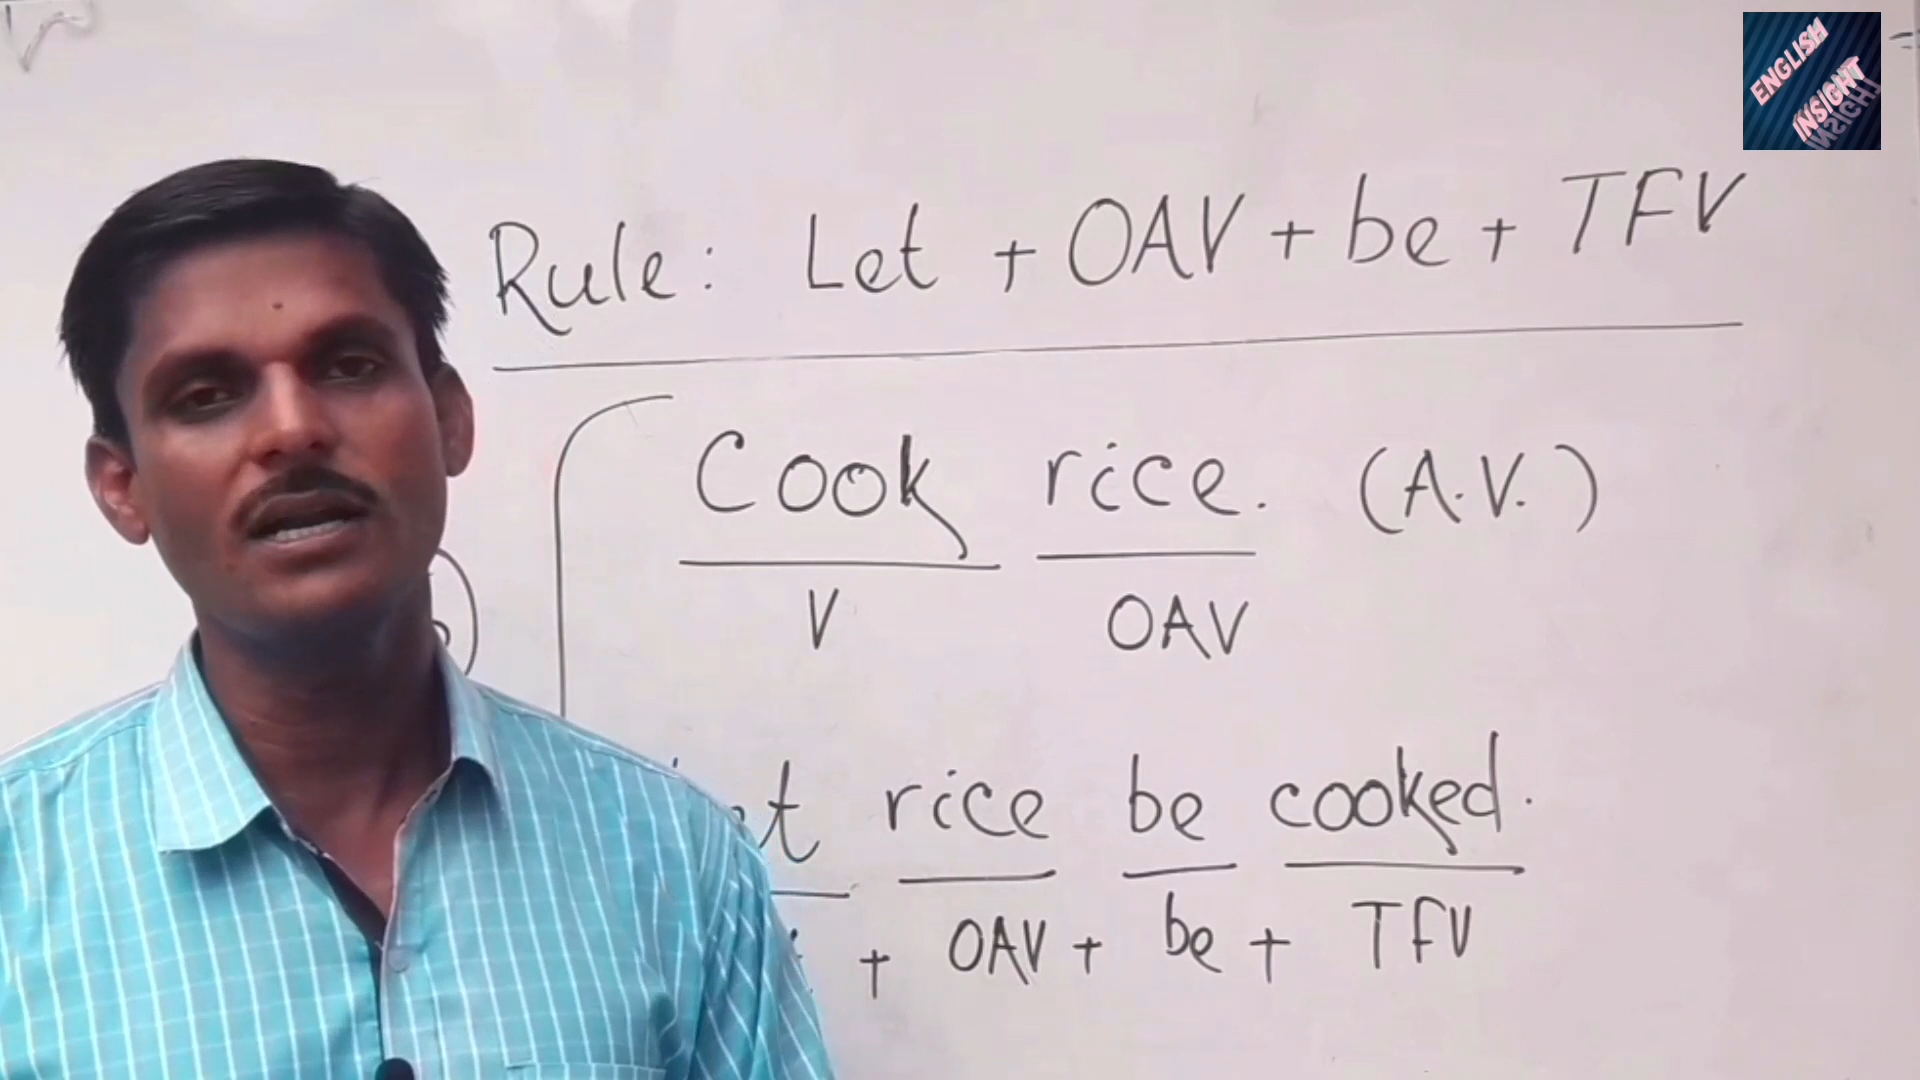 ENGLISH
INSIGHT
Rule: Let + OAV + be + TFV
Cook rice. (A.V.)
V OAV
rice be cooked.
+ OAV + be + TFV